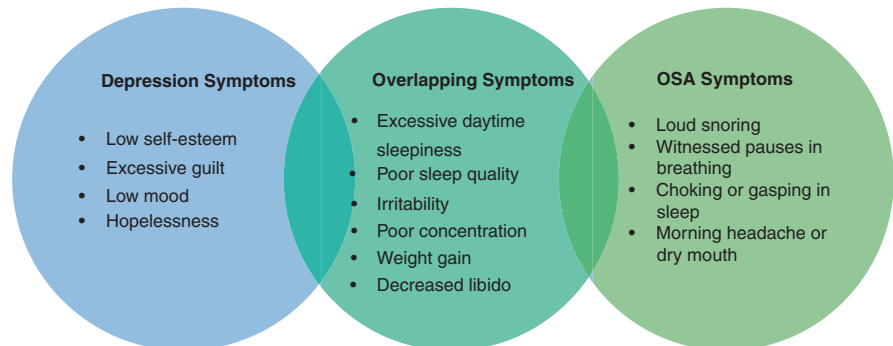 Depression Symptoms
• Low self-esteem
• Excessive guilt
• Low mood
• Hopelessness
Overlapping Symptoms
• Excessive daytime
sleepiness
• Poor sleep quality
• Irritability
• Poor concentration
• Weight gain
• Decreased libido
OSA Symptoms
• Loud snoring
• Witnessed pauses in
breathing
• Choking or gasping in
sleep
• Morning headache or
dry mouth